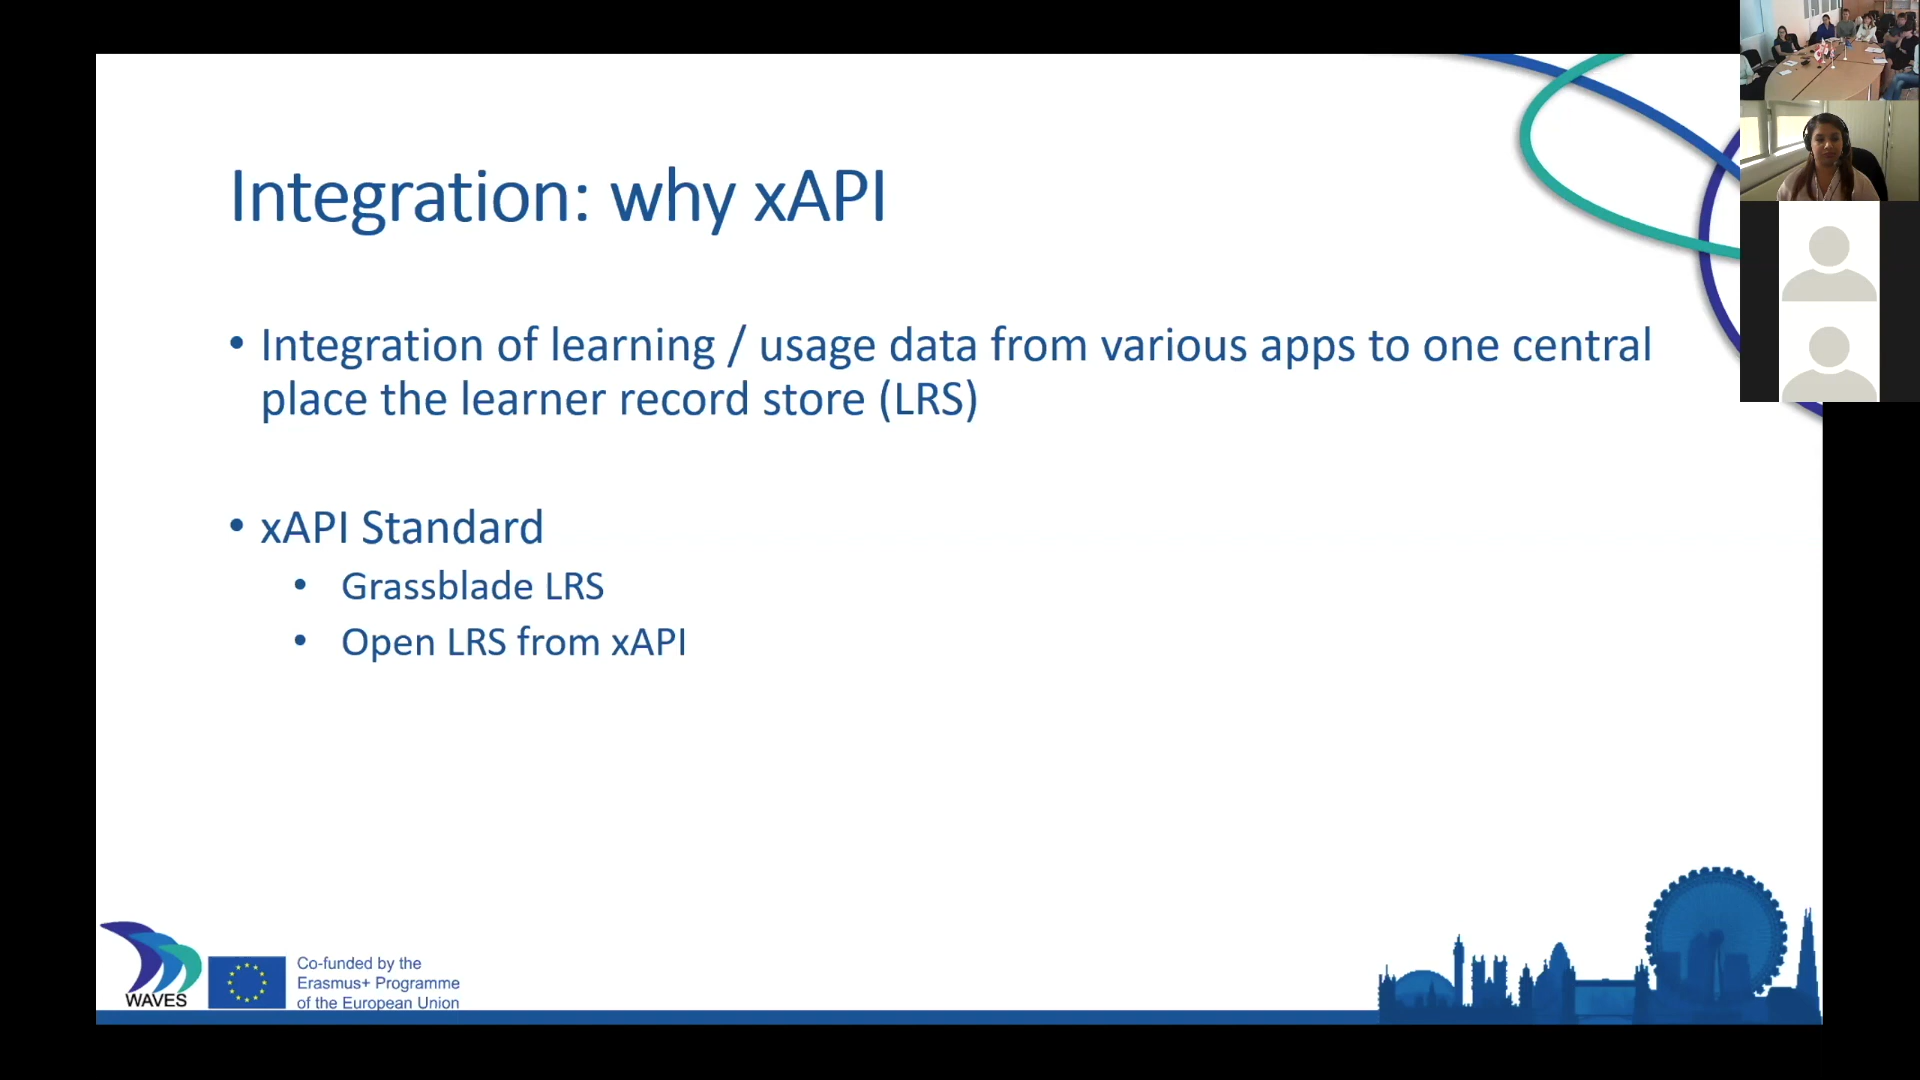 Integration: why xAPI
• Integration of learning / usage data from various apps to one central
place the learner record store (LRS)
• xAPI Standard
• Grassblade LRS
• Open LRS from xAPI
WAVES
Co-funded by the
Erasmus+ Programme
of the European Union